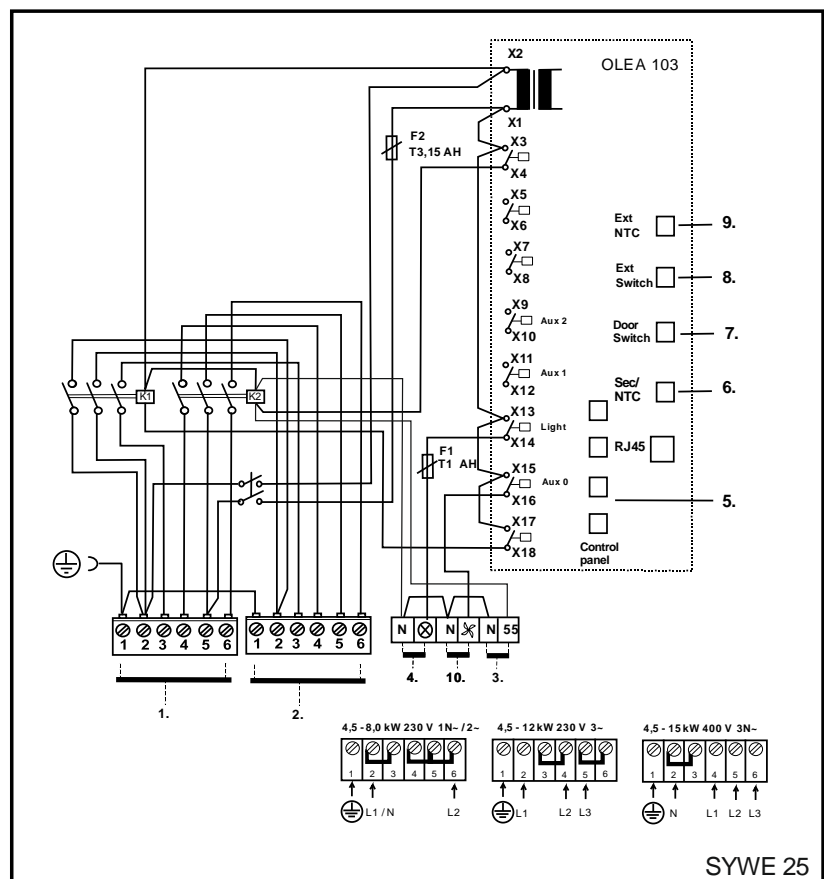 X2
OLEA 103
X1
F2
T3,15 AH
X3
X4
X5
X6
X7
X8
X9
Aux 2
X10
X11
Aux 1
X12
X13
Light
X14
X15
Aux 0
X16
X17
X18
Ext
NTC
9.
Ext
Switch
8.
Door
Switch
7.
Sec/
NTC
6.
RJ45
5.
Control
panel
K1
K2
F1
T1 AH
1 2 3 4 5 6
1 2 3 4 5 6
N N N 55
4. 10. 3.
1. 2.
4,5 - 8,0 kW 230 V 1N~ / 2~
1 2 3 4 5 6
L1 / N L2
4,5 - 12 kW 230 V 3~
1 2 3 4 5 6
L1 L2 L3
4,5 - 15 kW 400 V 3N~
1 2 3 4 5 6
N L1 L2 L3
SYWE 25